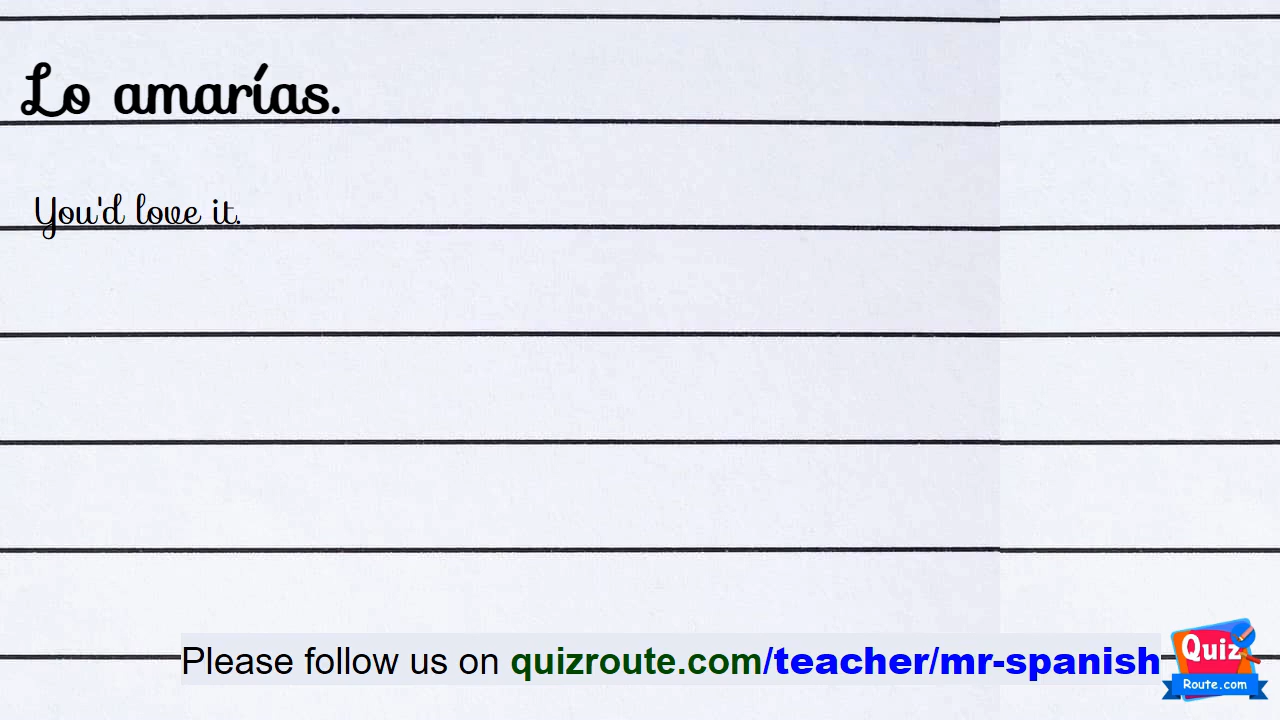 Lo amarías.
You'd love it.
Please follow us on quizroute.com/teacher/mr-spanish
Quiz
Route.com